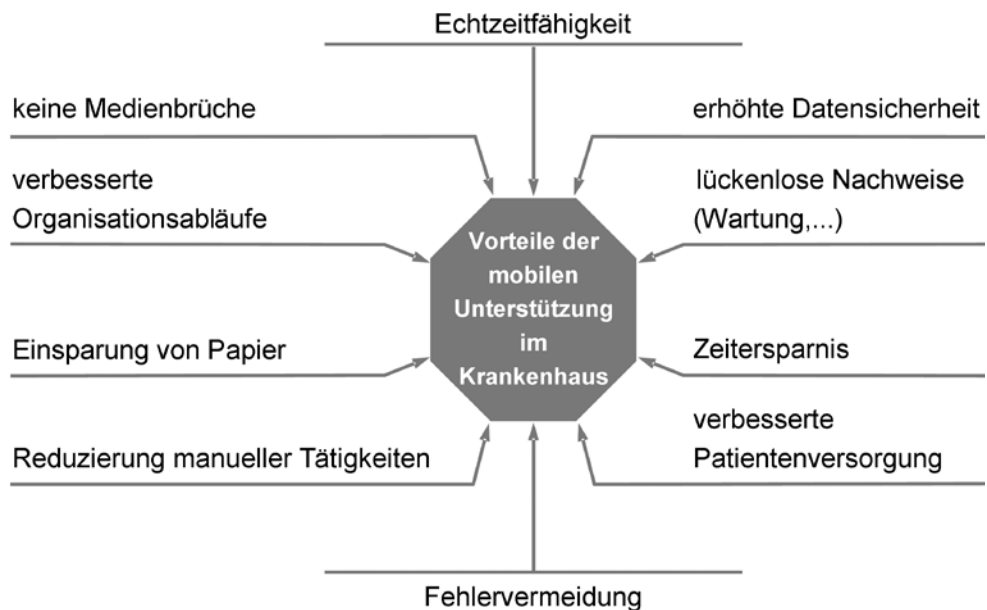 Echtzeitfähigkeit
keine Medienbrüche
erhöhte Datensicherheit
verbesserte
Organisationsabläufe
lückenlose Nachweise
(Wartung,...)
Vorteile der
mobilen
Unterstützung
im
Krankenhaus
Einsparung von Papier
Zeitersparnis
Reduzierung manueller Tätigkeiten
verbesserte
Patientenversorgung
Fehlervermeidung